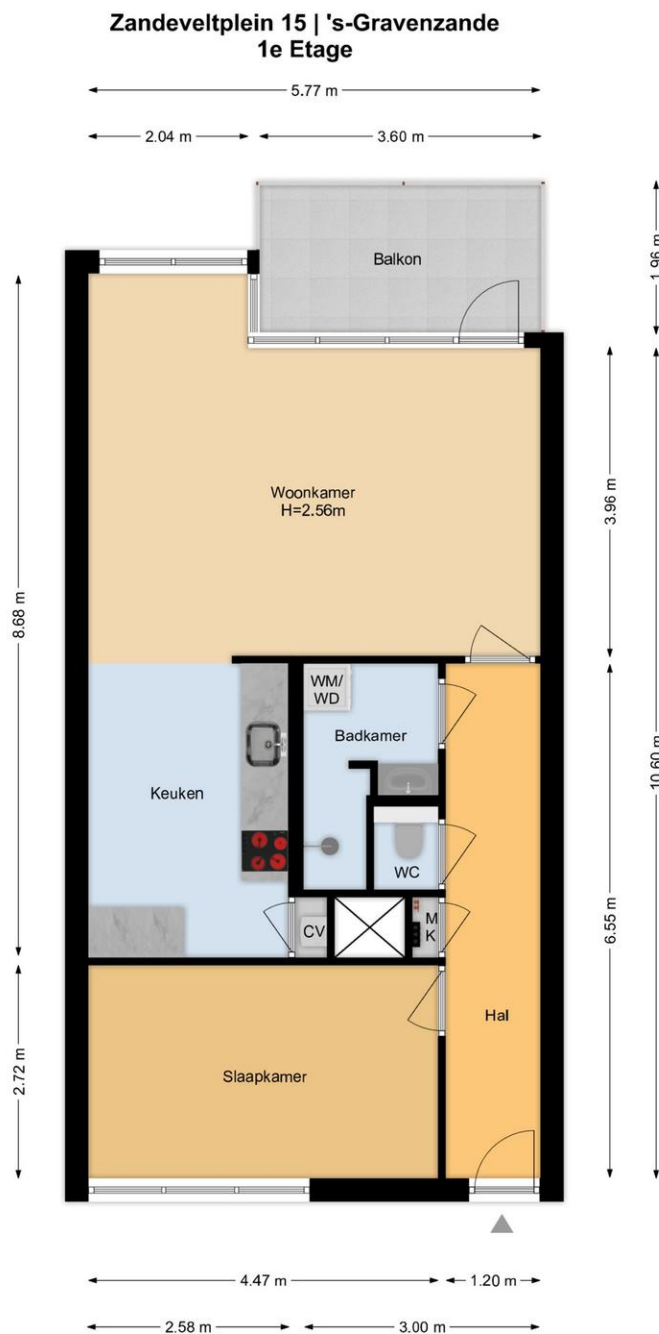 Zandeveltplein 15 | 's-Gravenzande
1e Etage
5.77 m
2.04 m
3.60 m
1.96 m
Balkon
Woonkamer
H=2.56m
3.96 m
8.68 m
10.60 m
WM/
WD
Badkamer
Keuken
WC
CV
M
K
6.55 m
Hal
Slaapkamer
2.72 m
4.47 m
1.20 m
2.58 m
3.00 m